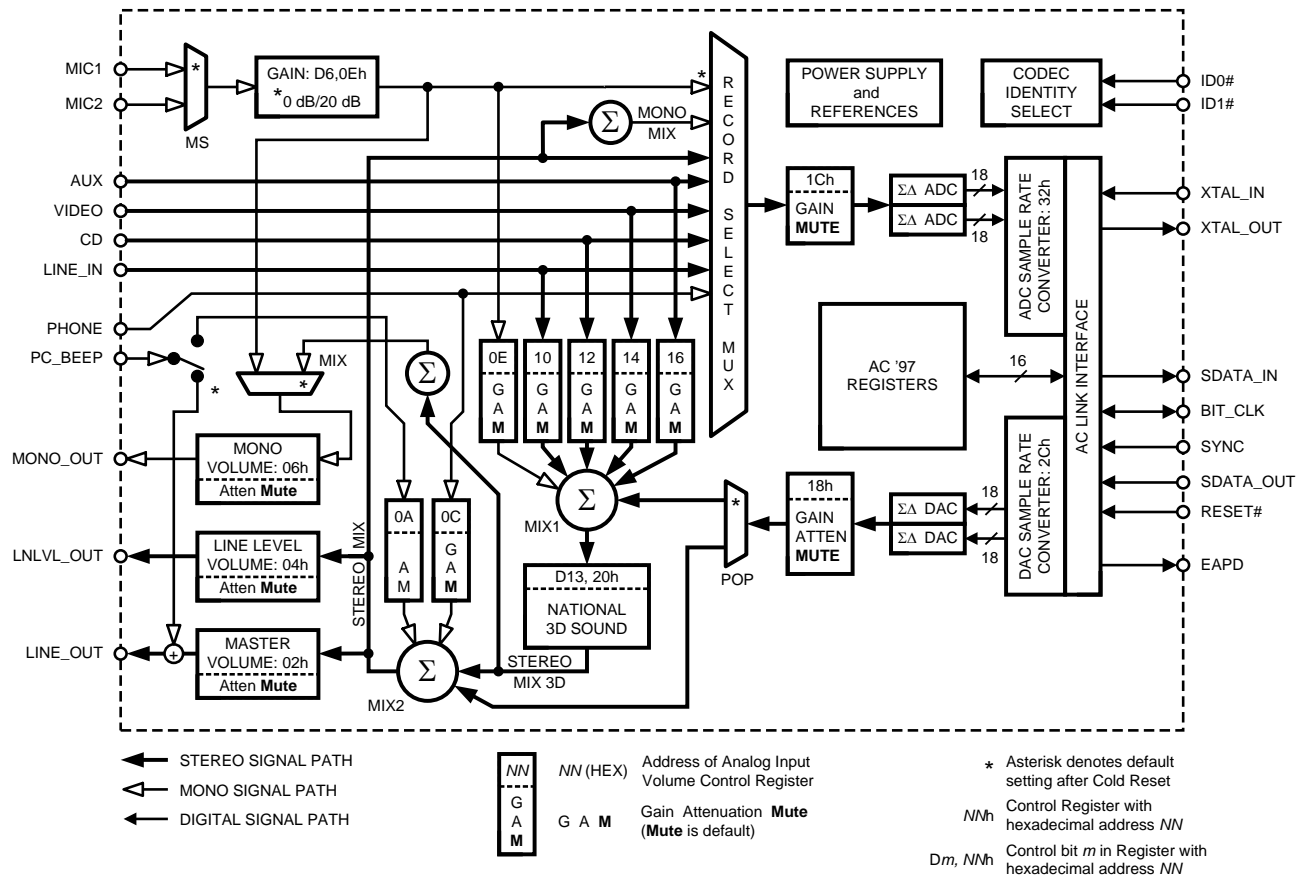 MIC1
MIC2
*
MS
GAIN: D6,0Eh
*0 dB/20 dB
*
Σ
MONO
MIX
RECORD SELECT MUX
POWER SUPPLY
and
REFERENCES
CODEC
IDENTITY
SELECT
ID0#
ID1#
AUX
VIDEO
CD
LINE_IN
PHONE
PC_BEEP
*
1Ch
GAIN
MUTE
ΣΔ ADC
ΣΔ ADC
18
18
ADC SAMPLE RATE
CONVERTER: 32h
AC LINK INTERFACE
XTAL_IN
XTAL_OUT
MIX
*
Σ
0E
G
A
M
10
G
A
M
12
G
A
M
14
G
A
M
16
G
A
M
AC '97
REGISTERS
16
SDATA_IN
BIT_CLK
SYNC
SDATA_OUT
RESET#
EAPD
MONO_OUT
MONO
VOLUME: 06h
Atten Mute
LNLVL_OUT
LINE LEVEL
VOLUME: 04h
Atten Mute
LINE_OUT
+
MASTER
VOLUME: 02h
Atten Mute
STEREO MIX
0A
A
M
0C
G
A
M
Σ
MIX1
Σ
MIX2
D13, 20h
NATIONAL
3D SOUND
STEREO
MIX 3D
*
POP
18h
GAIN
ATTEN
MUTE
ΣΔ DAC
ΣΔ DAC
18
18
DAC SAMPLE RATE
CONVERTER: 2Ch
STEREO SIGNAL PATH
MONO SIGNAL PATH
DIGITAL SIGNAL PATH
NN
G
A
M
NN (HEX)
Address of Analog Input
Volume Control Register
G A M
Gain Attenuation Mute
(Mute is default)
* Asterisk denotes default
setting after Cold Reset
NNh Control Register with
hexadecimal address NN
Dm, NNh Control bit m in Register with
hexadecimal address NN